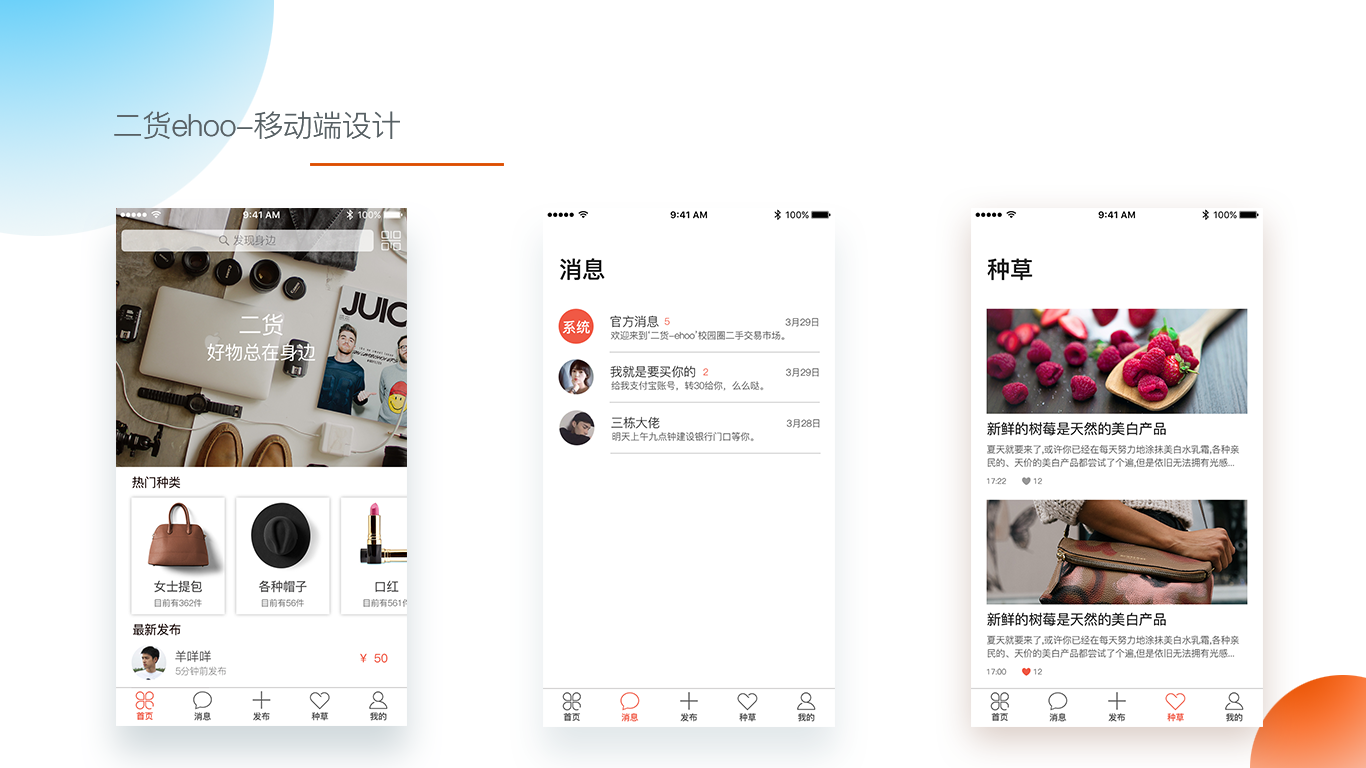 二货ehoo-移动端设计
9:41 AM
100%
发现身边
JUIC
二货
好物总在身边
热门种类
女士提包
目前有362件
各种帽子
目前有56件
口红
目前有561件
最新发布
羊咩咩
5分钟前发布
¥ 50
首页
消息
发布
种草
我的
9:41 AM
100%
消息
系统
官方消息 5
3月29日
欢迎来到'二货-ehoo'校园圈二手交易市场。
我就是要买你的 2
3月29日
给我支付宝账号，转30给你，么么哒。
三栋大佬
3月28日
明天上午九点钟建设银行门口等你。
首页
消息
发布
种草
我的
9:41 AM
100%
种草
新鲜的树莓是天然的美白产品
夏天就要来了,或许你已经在每天努力地涂抹美白水乳霜,各种亲
民的、天价的美白产品都尝试了个遍,但是依旧无法拥有光感...
17:22
12
新鲜的树莓是天然的美白产品
夏天就要来了,或许你已经在每天努力地涂抹美白水乳霜,各种亲
民的、天价的美白产品都尝试了个遍,但是依旧无法拥有光感...
17:00
12
首页
消息
发布
种草
我的